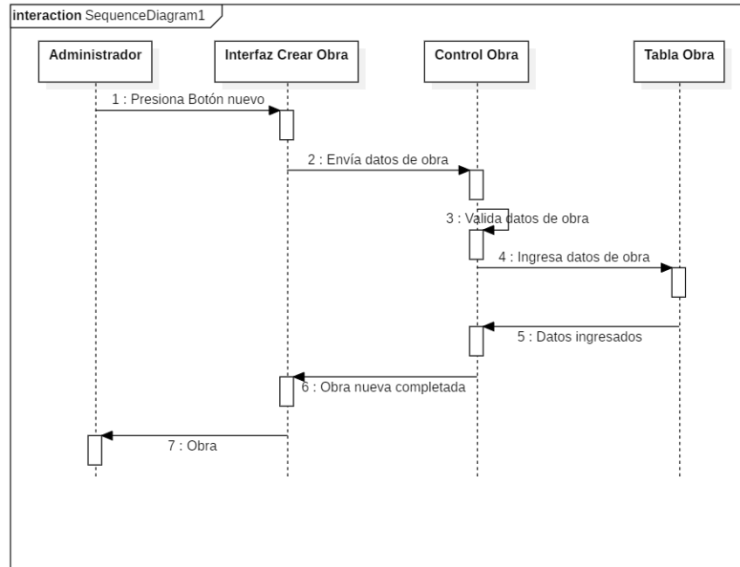 interaction SequenceDiagram1
Administrador
Interfaz Crear Obra
Control Obra
Tabla Obra
1 : Presiona Botón nuevo
2 : Envía datos de obra
3 : Valida datos de obra
4 : Ingresa datos de obra
5 : Datos ingresados
6 : Obra nueva completada
7 : Obra